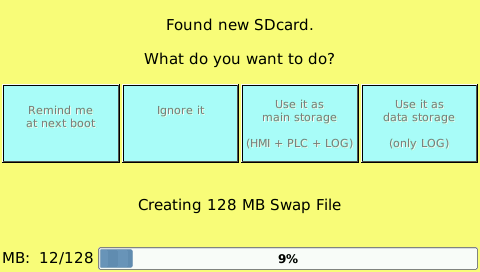 Found new SDcard.
What do you want to do?
Remind me
at next boot
Ignore it
Use it as
main storage
(HMI + PLC + LOG)
Use it as
data storage
(only LOG)
Creating 128 MB Swap File
MB: 12/128
9%